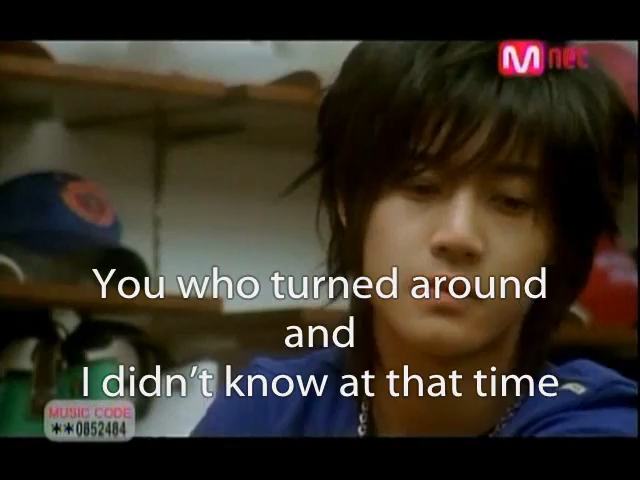 Mnet
You who turned around
and
I didn't know at that time
MUSIC CODE
**0852484